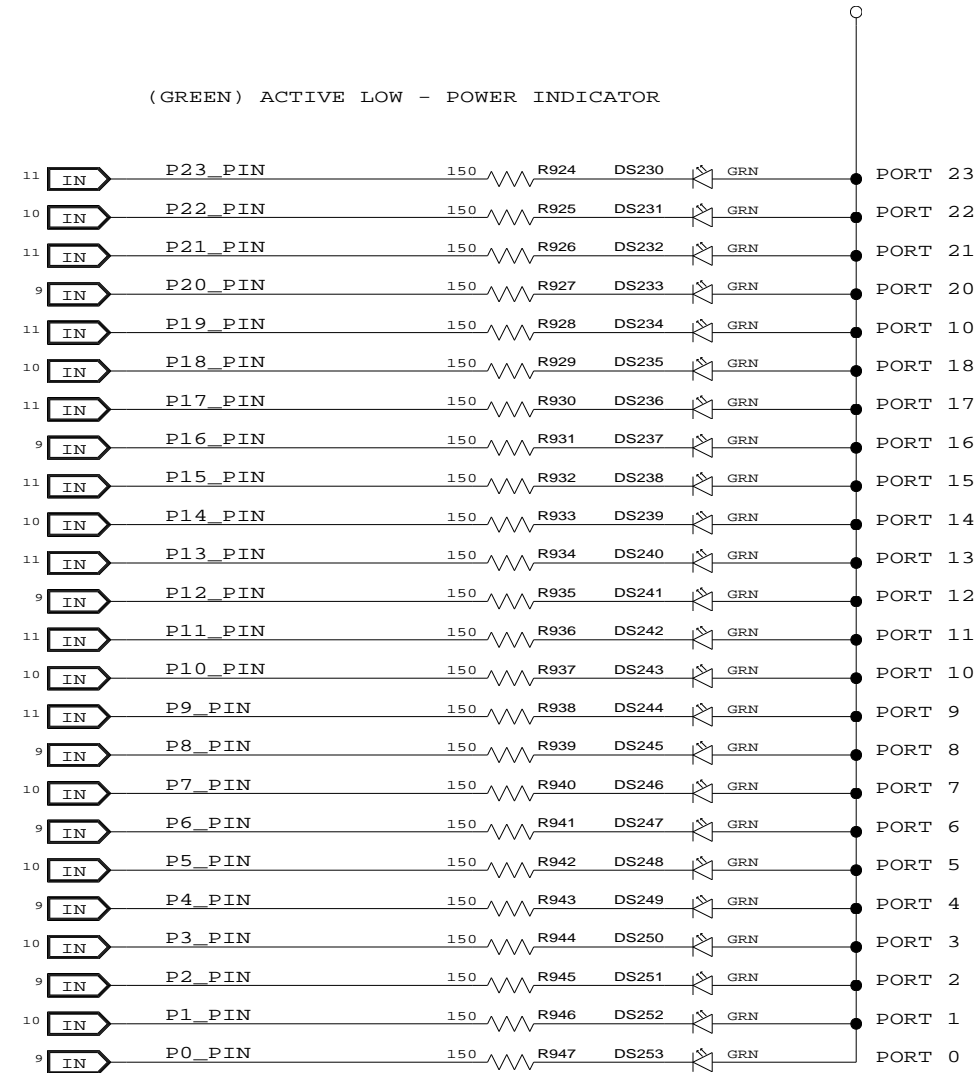 (GREEN) ACTIVE LOW - POWER INDICATOR
11 IN P23_PIN 150 R924 DS230 GRN PORT 23
10 IN P22_PIN 150 R925 DS231 GRN PORT 22
11 IN P21_PIN 150 R926 DS232 GRN PORT 21
9 IN P20_PIN 150 R927 DS233 GRN PORT 20
11 IN P19_PIN 150 R928 DS234 GRN PORT 10
10 IN P18_PIN 150 R929 DS235 GRN PORT 18
11 IN P17_PIN 150 R930 DS236 GRN PORT 17
9 IN P16_PIN 150 R931 DS237 GRN PORT 16
11 IN P15_PIN 150 R932 DS238 GRN PORT 15
10 IN P14_PIN 150 R933 DS239 GRN PORT 14
11 IN P13_PIN 150 R934 DS240 GRN PORT 13
9 IN P12_PIN 150 R935 DS241 GRN PORT 12
11 IN P11_PIN 150 R936 DS242 GRN PORT 11
10 IN P10_PIN 150 R937 DS243 GRN PORT 10
11 IN P9_PIN 150 R938 DS244 GRN PORT 9
9 IN P8_PIN 150 R939 DS245 GRN PORT 8
10 IN P7_PIN 150 R940 DS246 GRN PORT 7
9 IN P6_PIN 150 R941 DS247 GRN PORT 6
10 IN P5_PIN 150 R942 DS248 GRN PORT 5
9 IN P4_PIN 150 R943 DS249 GRN PORT 4
10 IN P3_PIN 150 R944 DS250 GRN PORT 3
9 IN P2_PIN 150 R945 DS251 GRN PORT 2
10 IN P1_PIN 150 R946 DS252 GRN PORT 1
9 IN P0_PIN 150 R947 DS253 GRN PORT 0